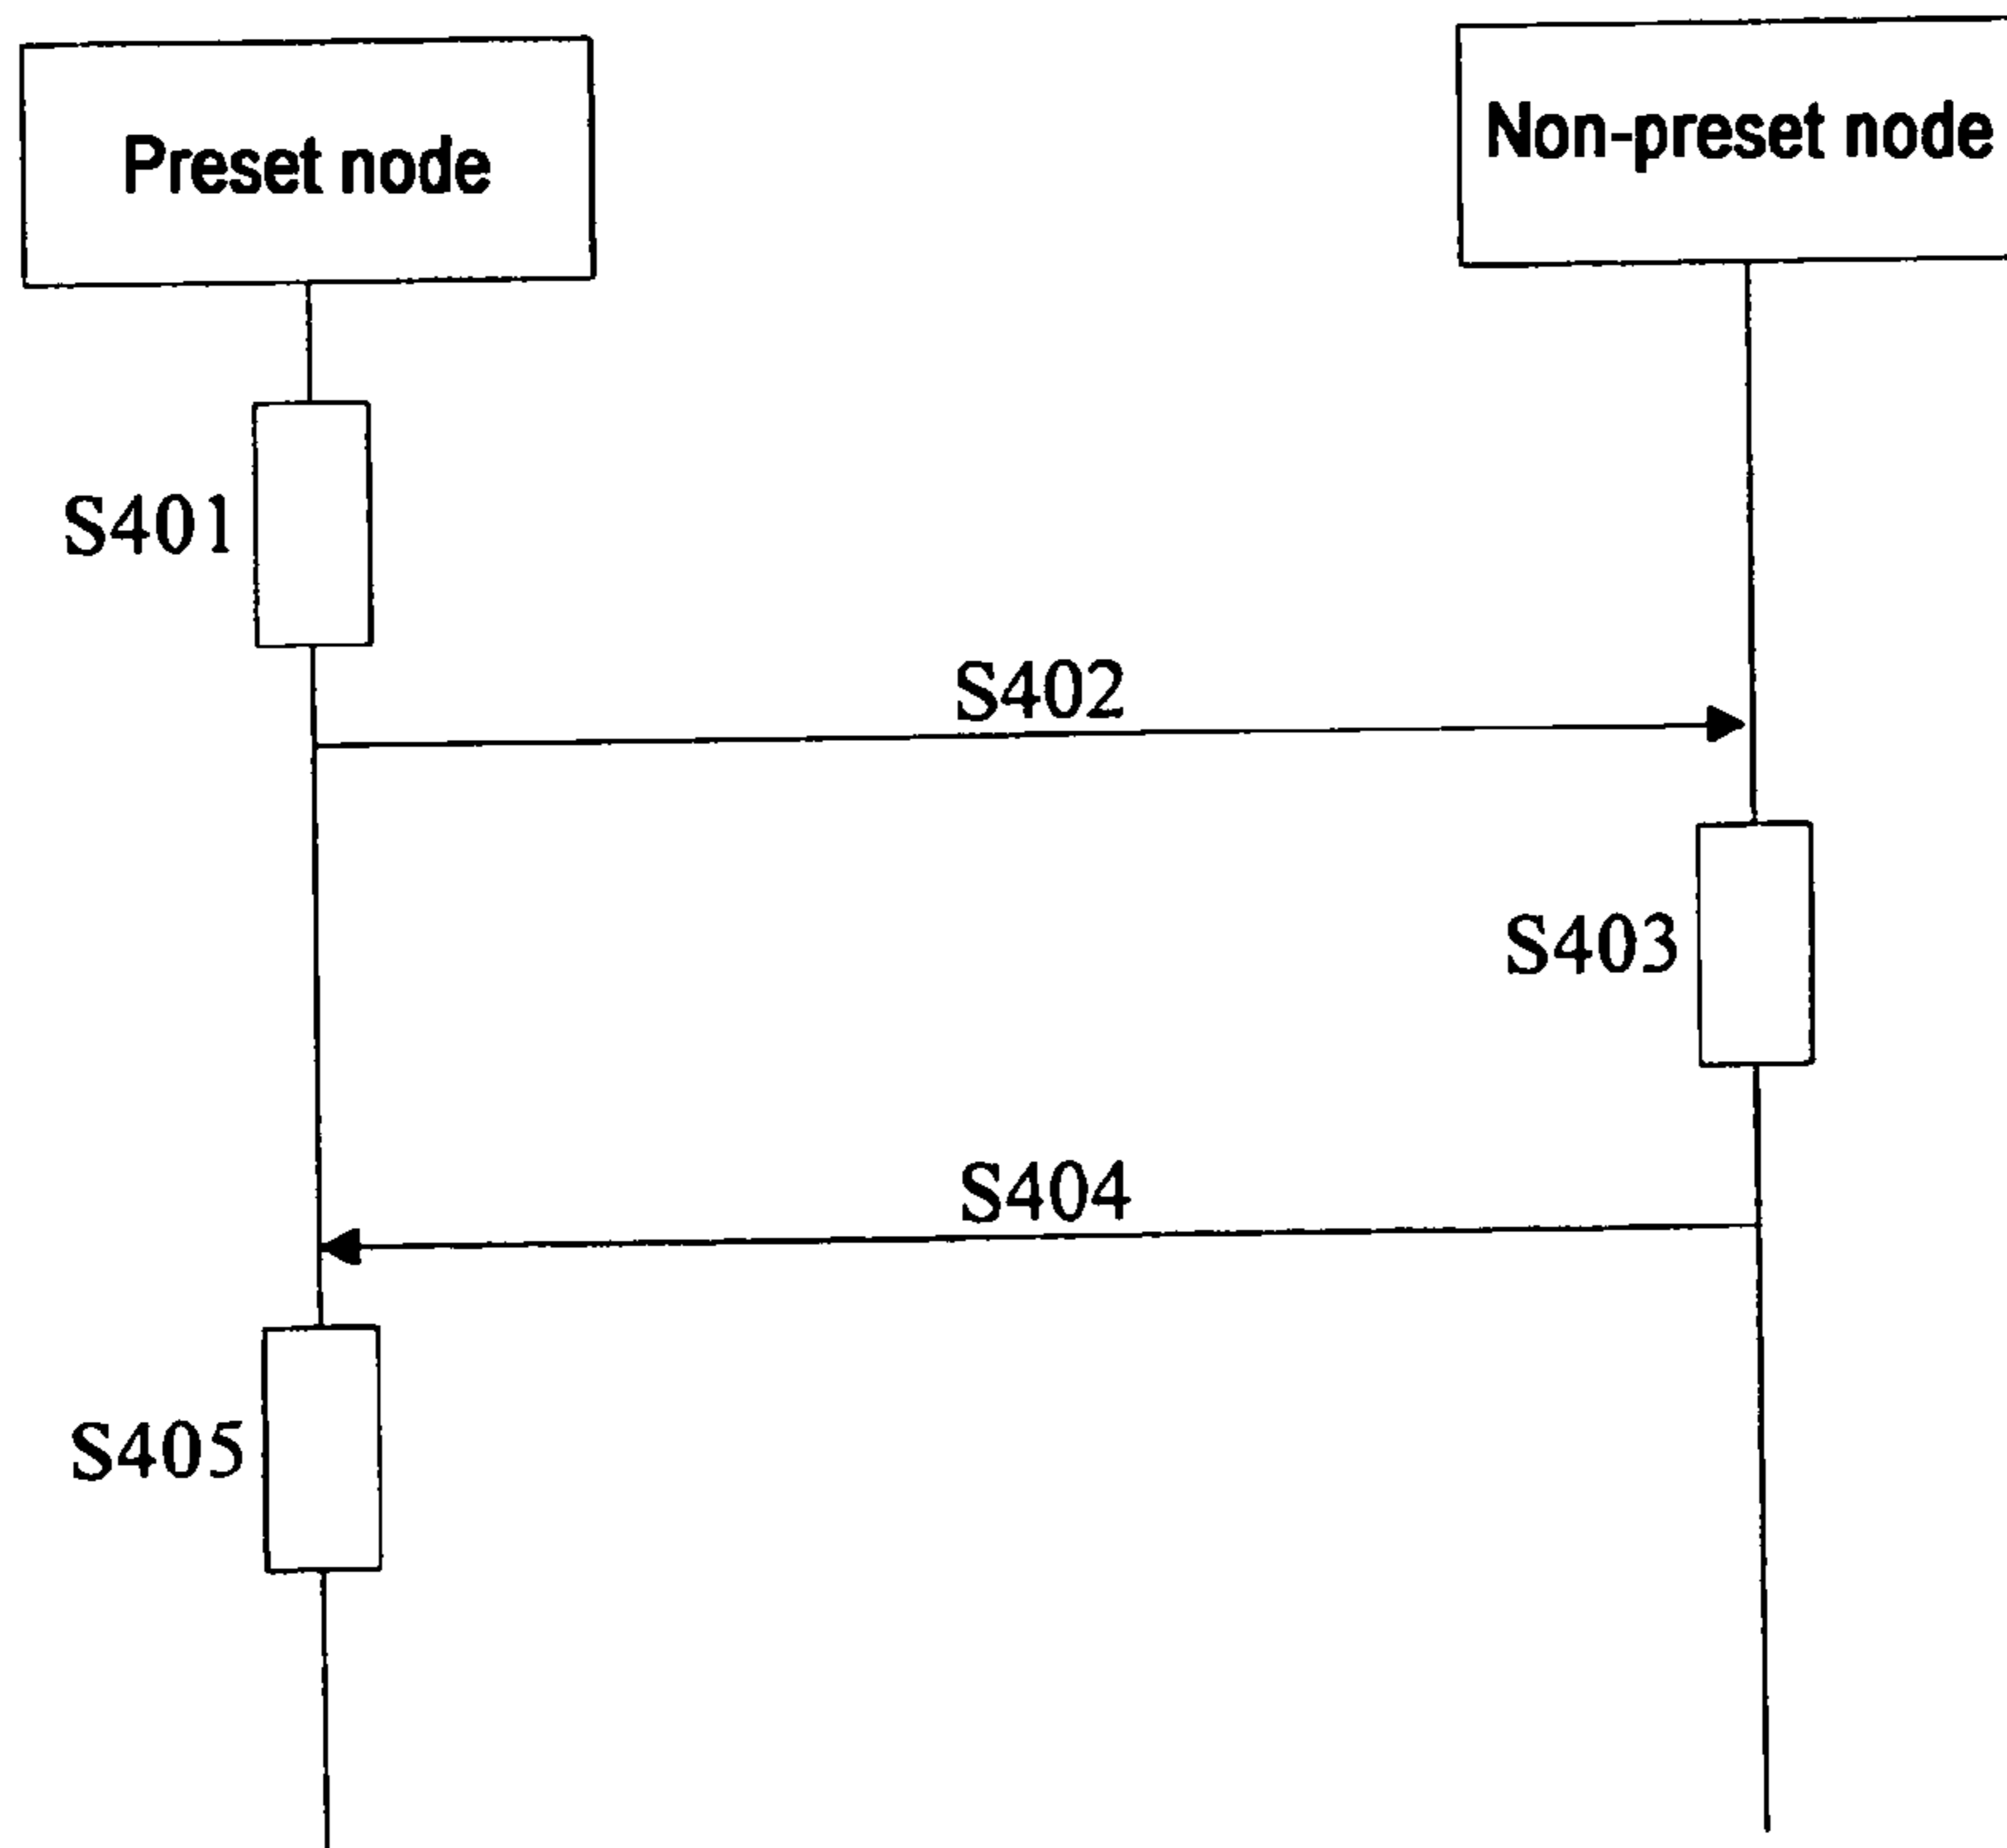 Preset node
Non-preset node
S401
S402
S403
S404
S405